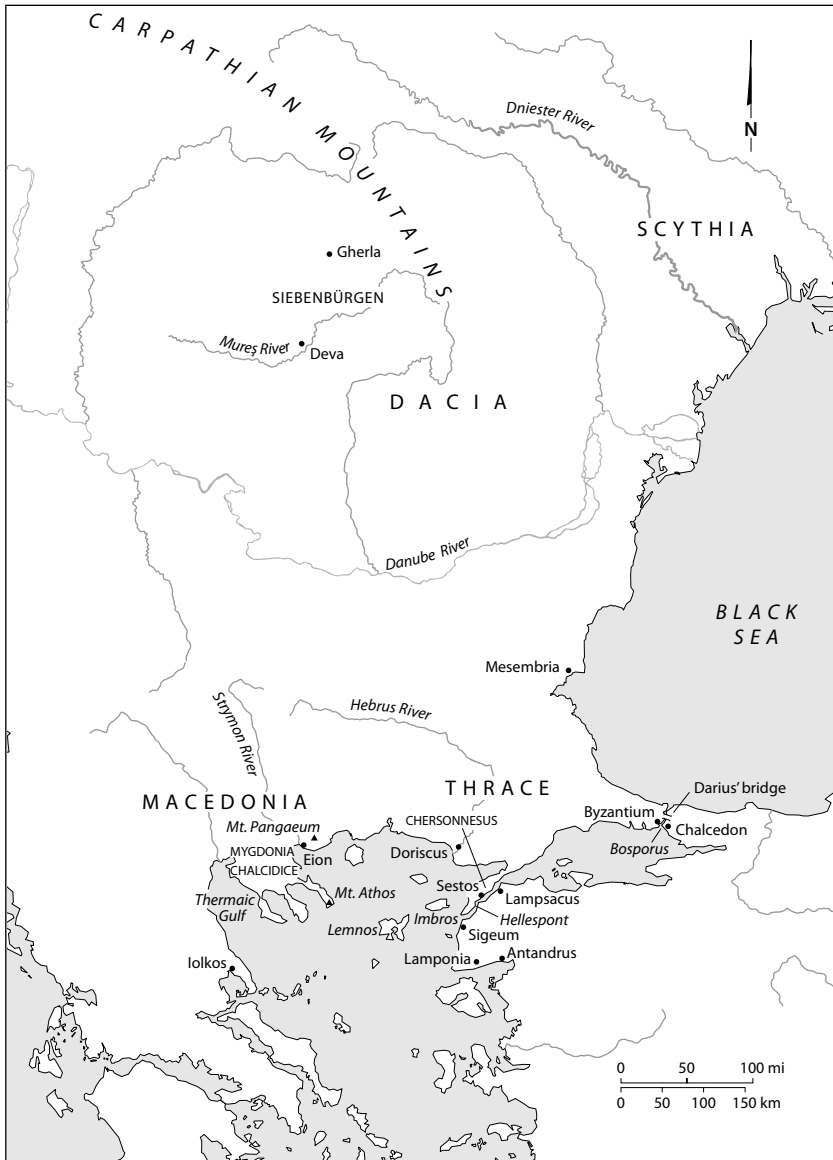 CARPATHIAN MOUNTAINS
Dniester River
N
SCYTHIA
Gherla
SIEBENBÜRGEN
Mureş River
Deva
DACIA
Danube River
BLACK
SEA
Mesembria
Strymon River
Hebrus River
MACEDONIA
THRACE
Darius’ bridge
Mt. Pangaeum
CHERSONNESUS
Byzantium
Chalcedon
MYGDONIA
Eion
Doriscus
Bosporus
CHALCIDICE
Mt. Athos
Sestos
Lampsacus
Thermaic
Gulf
Lemnos
Imbros
Hellespont
Sigeum
Iolkos
Lamponia
Antandrus
0 50 100 mi
0 50 100 150 km